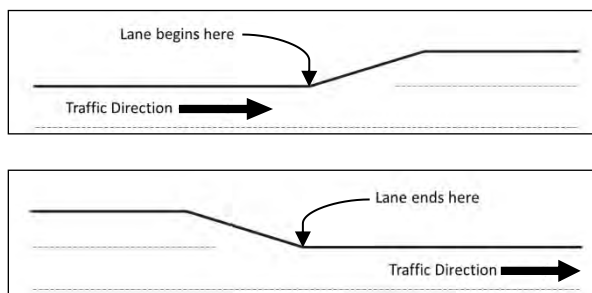 Lane begins here
Traffic Direction
Lane ends here
Traffic Direction